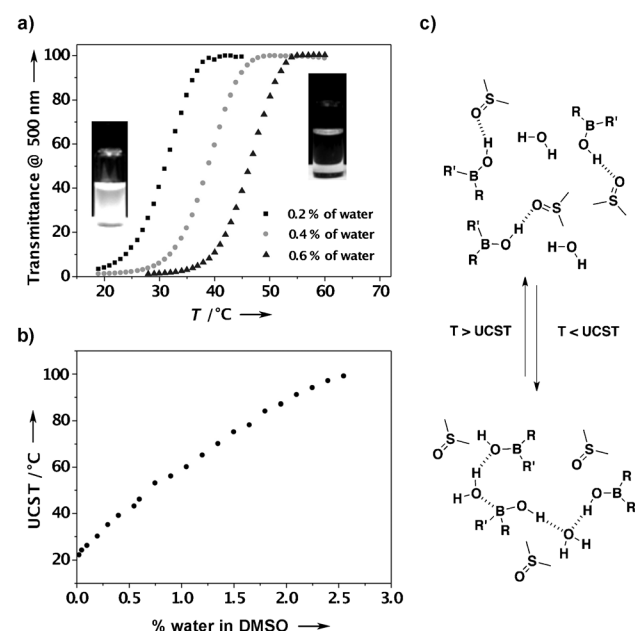 a)
Transmittance @ 500 nm
100
80
60
40
20
0
20
30
40
50
60
70
T /°C
0.2 % of water
0.4 % of water
0.6 % of water
b)
UCST /°C
100
80
60
40
20
0.0
0.5
1.0
1.5
2.0
2.5
3.0
% water in DMSO
c)
S
O
H
O
B
R'
R
H O
H
R B R'
O
H
O
S
R'
B
R
O
H
O
S
H O
H
T > UCST
T < UCST
S
O
H
O B R
R'
S
O
H
H O
B O
R' R
H
O
H H
H
O B R
R
S
O